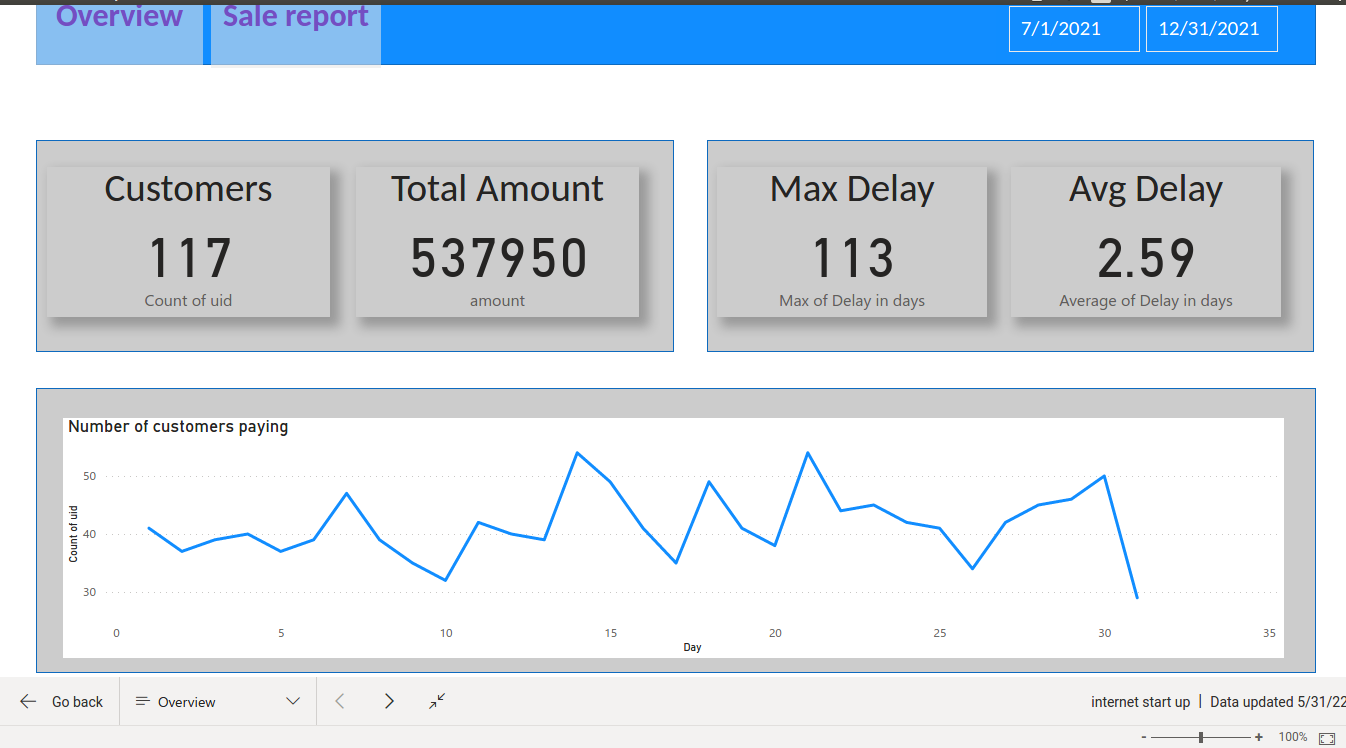 Overview
Sale report
7/1/2021
12/31/2021
Customers
117
Count of uid
Total Amount
537950
amount
Max Delay
113
Max of Delay in days
Avg Delay
2.59
Average of Delay in days
Number of customers paying
Count of uid
50
40
30
0 5 10 15 20 25 30 35
Day
Go back
Overview
internet start up | Data updated 5/31/22
- + 100%